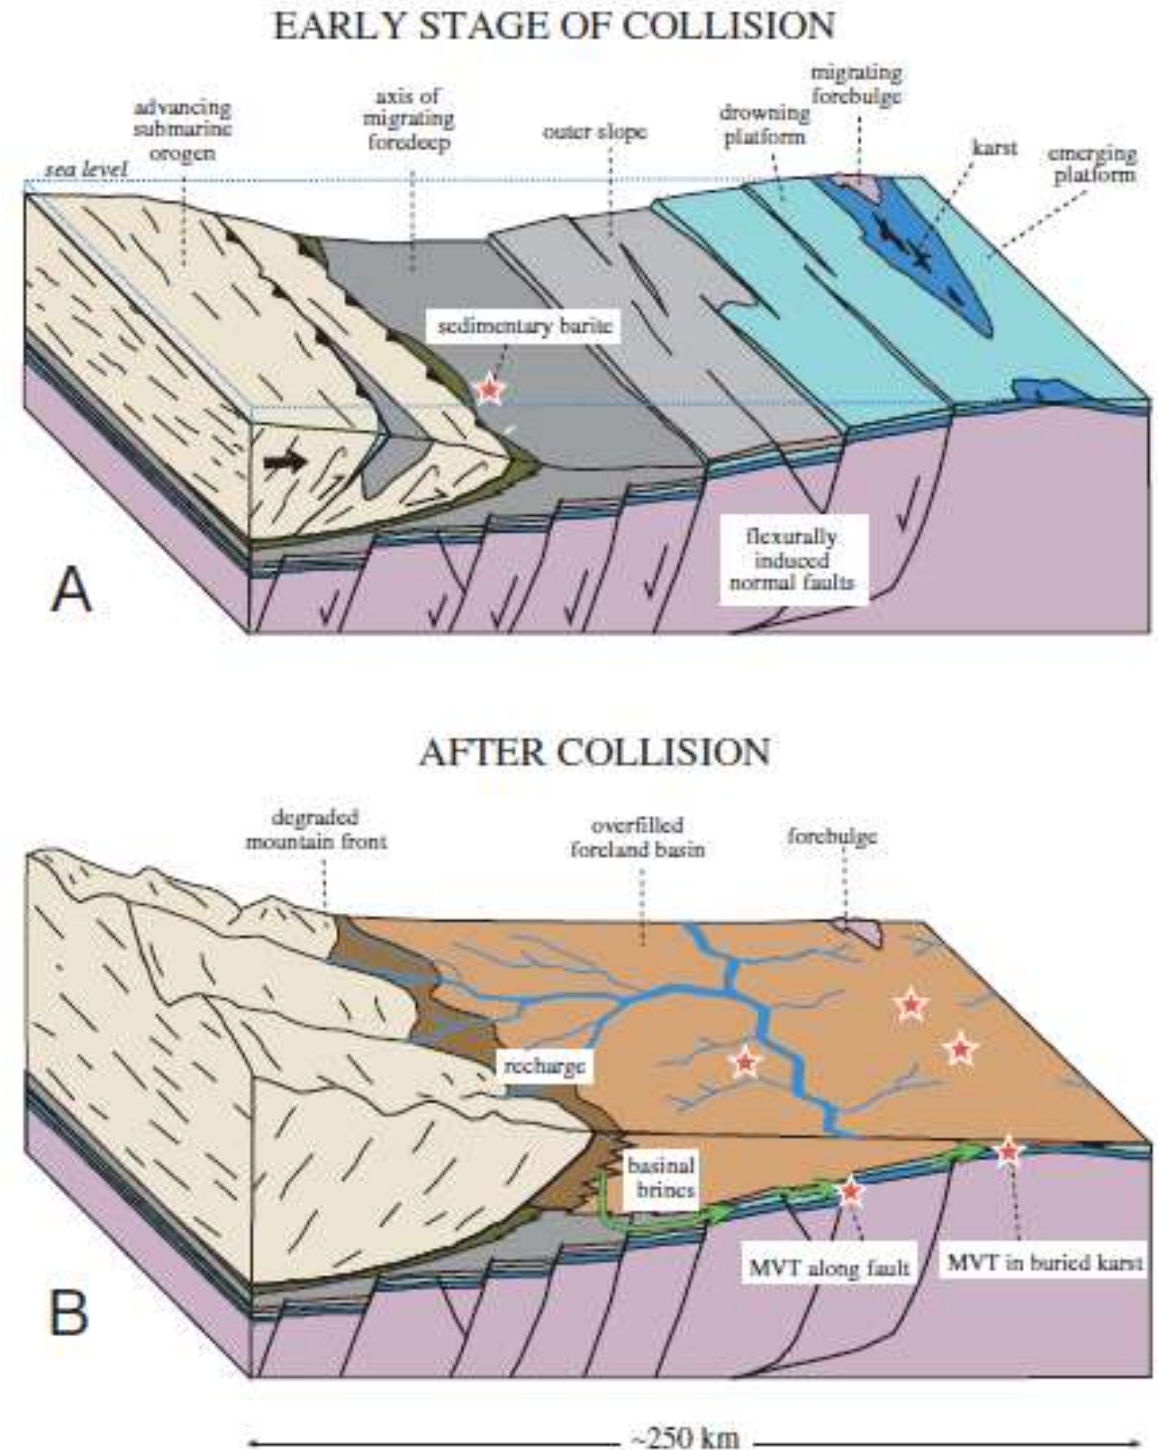 EARLY STAGE OF COLLISION
migrating
forebulge
axis of
migrating
foredeep
advancing
submarine
orogen
drowning
platform
outer slope
karst
emerging
platform
sea level
sedimentary barite
flexurally
induced
normal faults
A
AFTER COLLISION
degraded
mountain front
overfilled
foreland basin
forebulge
recharge
basinal
brines
MVT along fault
MVT in buried karst
B
~250 km